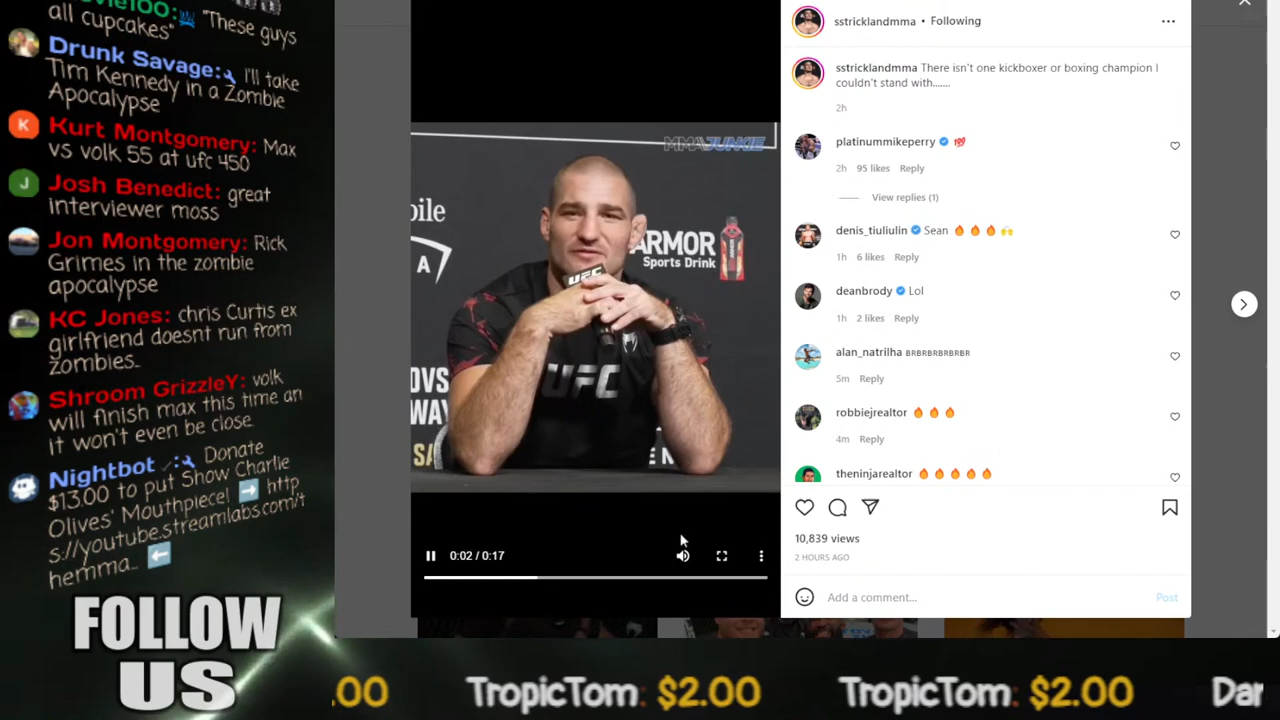 "These guys
all cupcakes"
Drunk Savage: I'll take
Tim Kennedy in a Zombie
Apocalypse
K
Kurt Montgomery: Max
vs volk 55 at ufc 450
J
Josh Benedict: great
interviewer moss
Jon Montgomery: Rick
Grimes in the zombie
apocalypse
KC Jones: chris Curtis ex
girlfriend doesnt run from
zombies..
Shroom GrizzleY: volk
will finish max this time an
it won't even be close
Nightbot: Donate
$13.00 to put Show Charlie
Olives' Mouthpiece! http
s://youtube.streamlabs.com/t
hemma...
FOLLOW
US
MMAJUNKIE
ARMOR
Sports Drink
A
UFC
UFC
0:02 / 0:17
sstricklandmma • Following
sstricklandmma There isn't one kickboxer or boxing champion I
couldn't stand with.......
2h
platinummikeperry 💯
2h 95 likes Reply
View replies (1)
denis_tiuliulin Sean 🔥 🔥 🔥 🙌
1h 6 likes Reply
deanbrody Lol
1h 2 likes Reply
alan_natrilha BRBRBRBRBRBR
5m Reply
robbiejrealtor 🔥 🔥 🔥
4m Reply
theninjarealtor 🔥 🔥 🔥 🔥 🔥
10,839 views
2 HOURS AGO
Add a comment... Post
.00 TropicTom: $2.00 TropicTom: $2.00 Dar